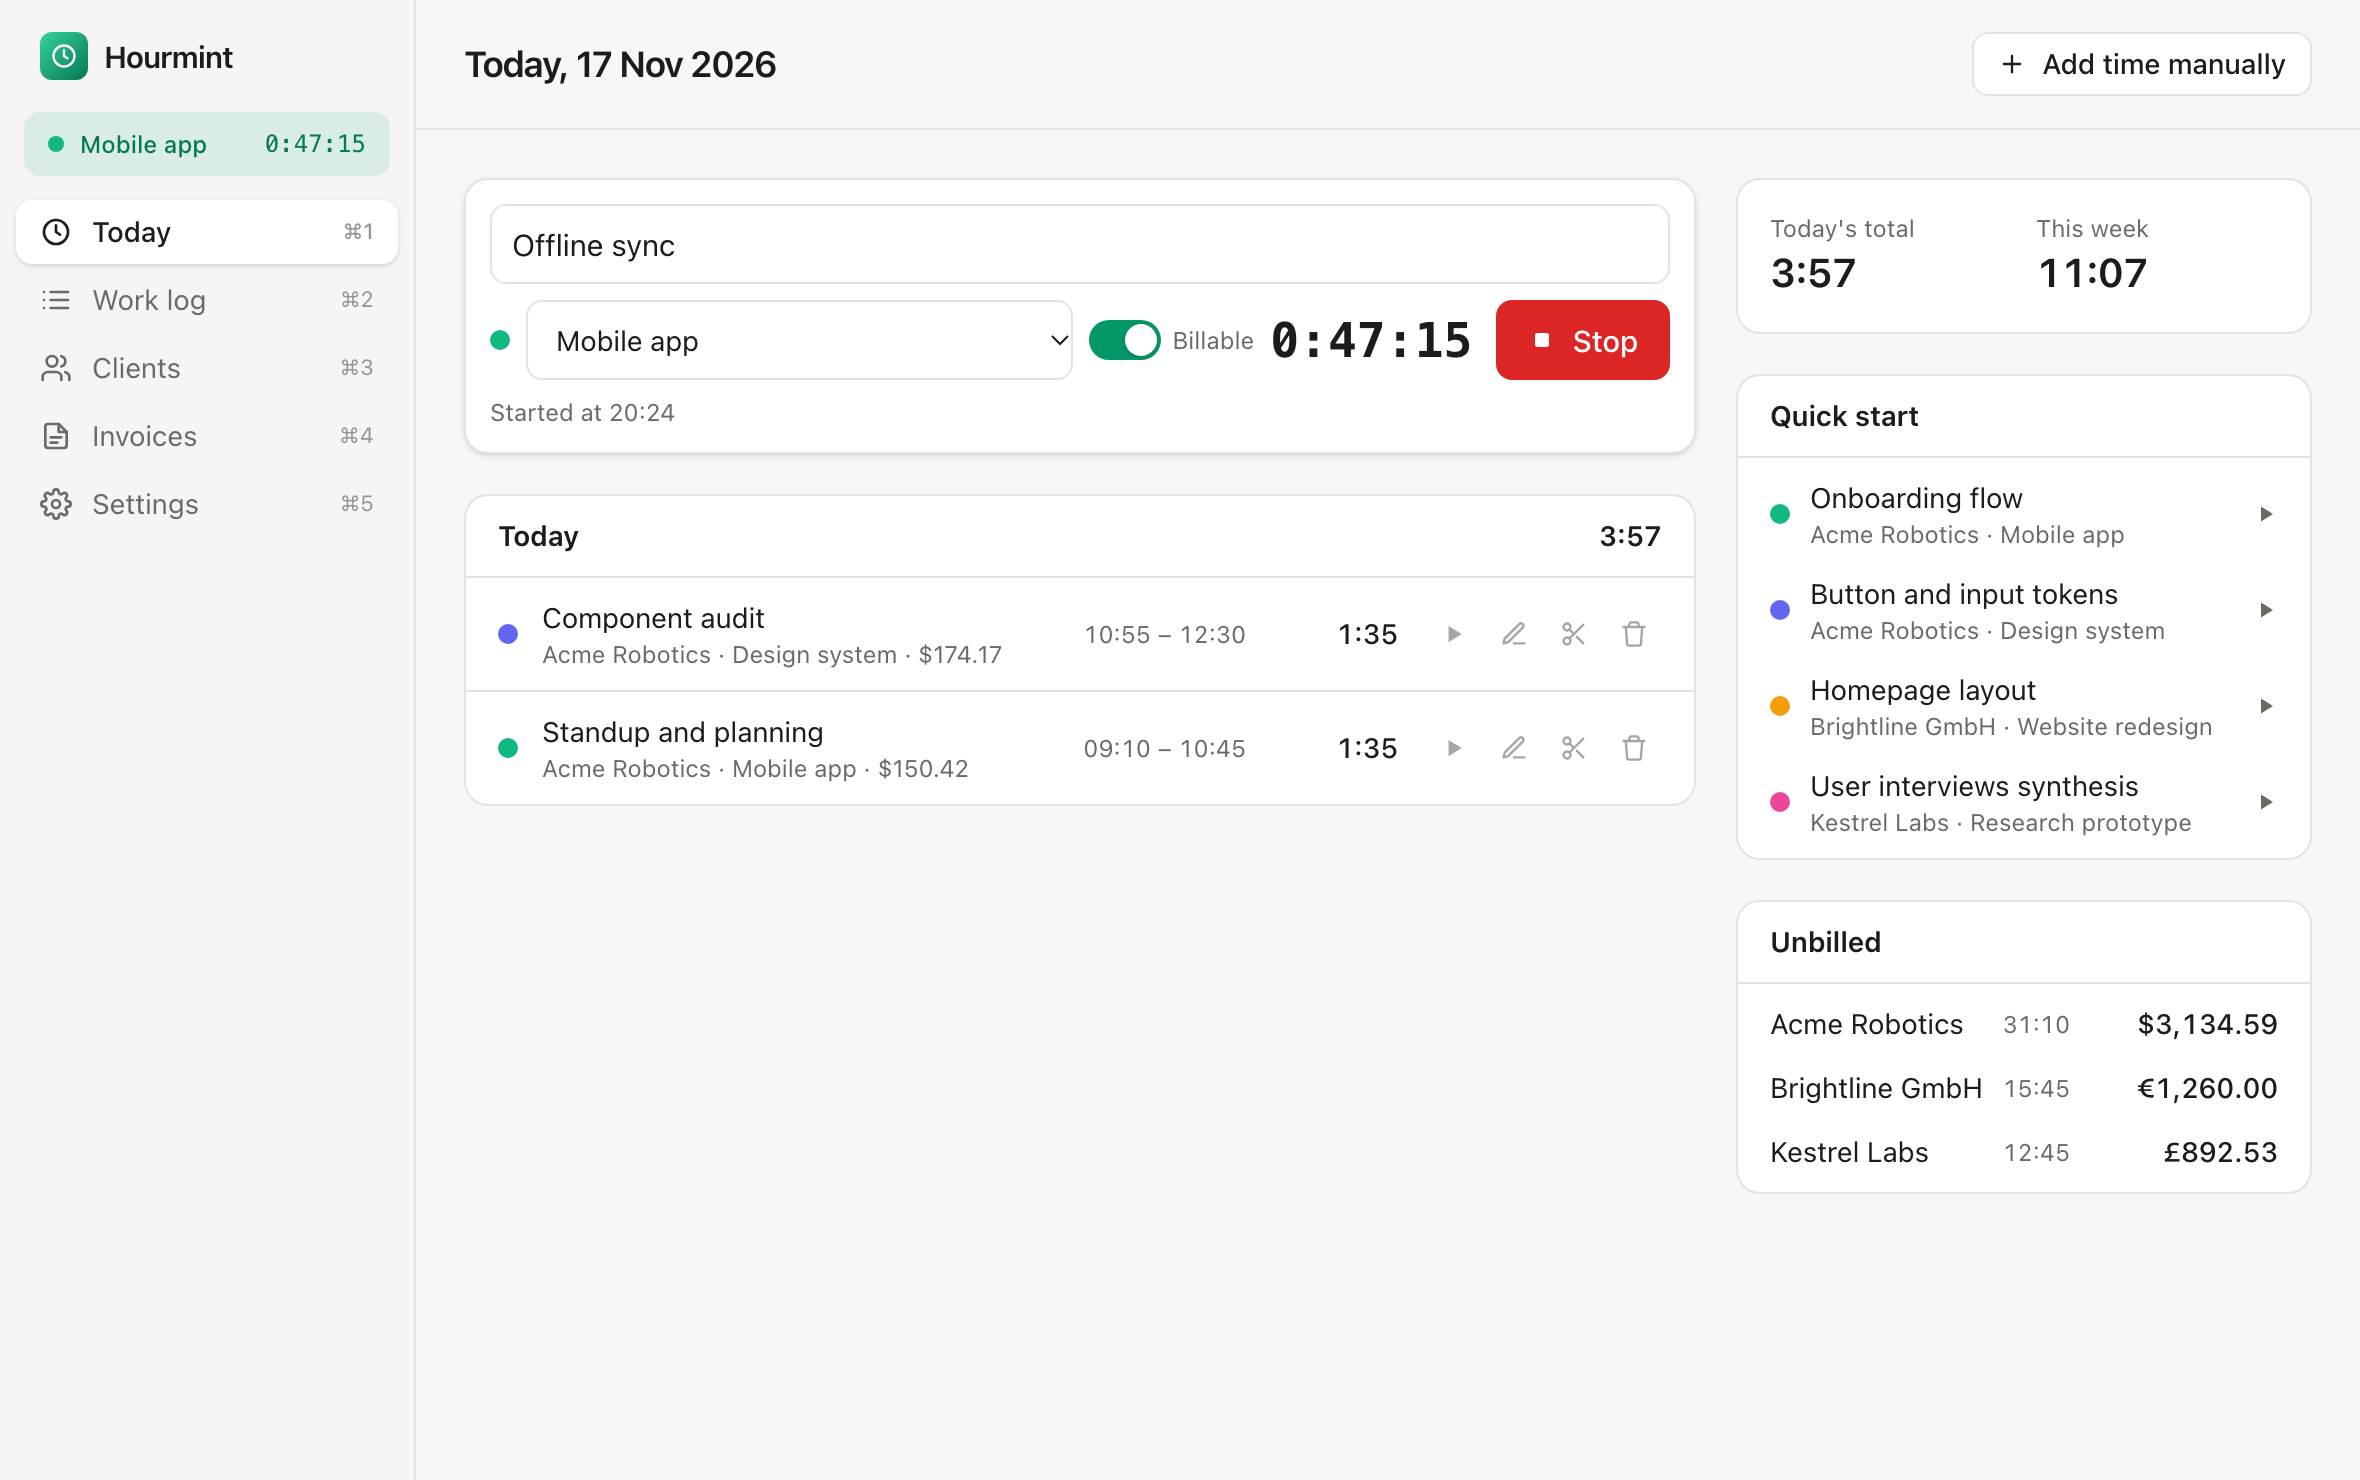 Hourmint
Mobile app 0:47:15
Today ⌘1
Work log ⌘2
Clients ⌘3
Invoices ⌘4
Settings ⌘5
Today, 17 Nov 2026
Add time manually
Offline sync
Mobile app Billable 0:47:15 Stop
Started at 20:24
Today 3:57
Component audit
Acme Robotics · Design system · $174.17
10:55 – 12:30 1:35
Standup and planning
Acme Robotics · Mobile app · $150.42
09:10 – 10:45 1:35
Today's total This week
3:57 11:07
Quick start
Onboarding flow
Acme Robotics · Mobile app
Button and input tokens
Acme Robotics · Design system
Homepage layout
Brightline GmbH · Website redesign
User interviews synthesis
Kestrel Labs · Research prototype
Unbilled
Acme Robotics 31:10 $3,134.59
Brightline GmbH 15:45 €1,260.00
Kestrel Labs 12:45 £892.53